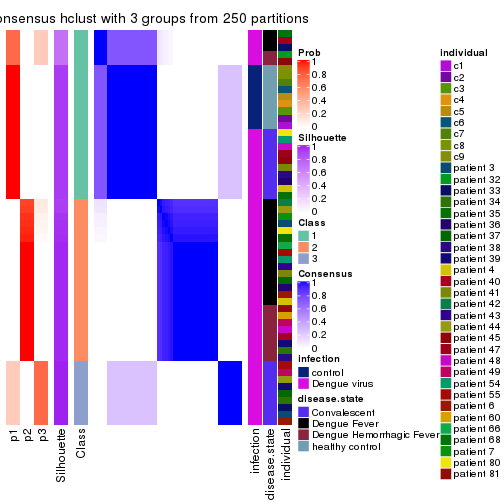 onsensus hclust with 3 groups from 250 partitions
p1
p2
p3
Silhouette
Class
infection
disease.state
individual
Prob
1
0.8
0.6
0.4
0.2
0
Silhouette
1
0.8
0.6
0.4
0.2
0
Class
1
2
3
Consensus
1
0.8
0.6
0.4
0.2
0
infection
control
Dengue virus
disease.state
Convalescent
Dengue Fever
Dengue Hemorrhagic Fever
healthy control
individual
c1
c2
c3
c4
c5
c6
c7
c8
c9
patient 3
patient 32
patient 33
patient 34
patient 35
patient 36
patient 37
patient 38
patient 39
patient 4
patient 40
patient 41
patient 42
patient 43
patient 44
patient 45
patient 47
patient 48
patient 49
patient 54
patient 55
patient 6
patient 60
patient 66
patient 68
patient 7
patient 80
patient 81